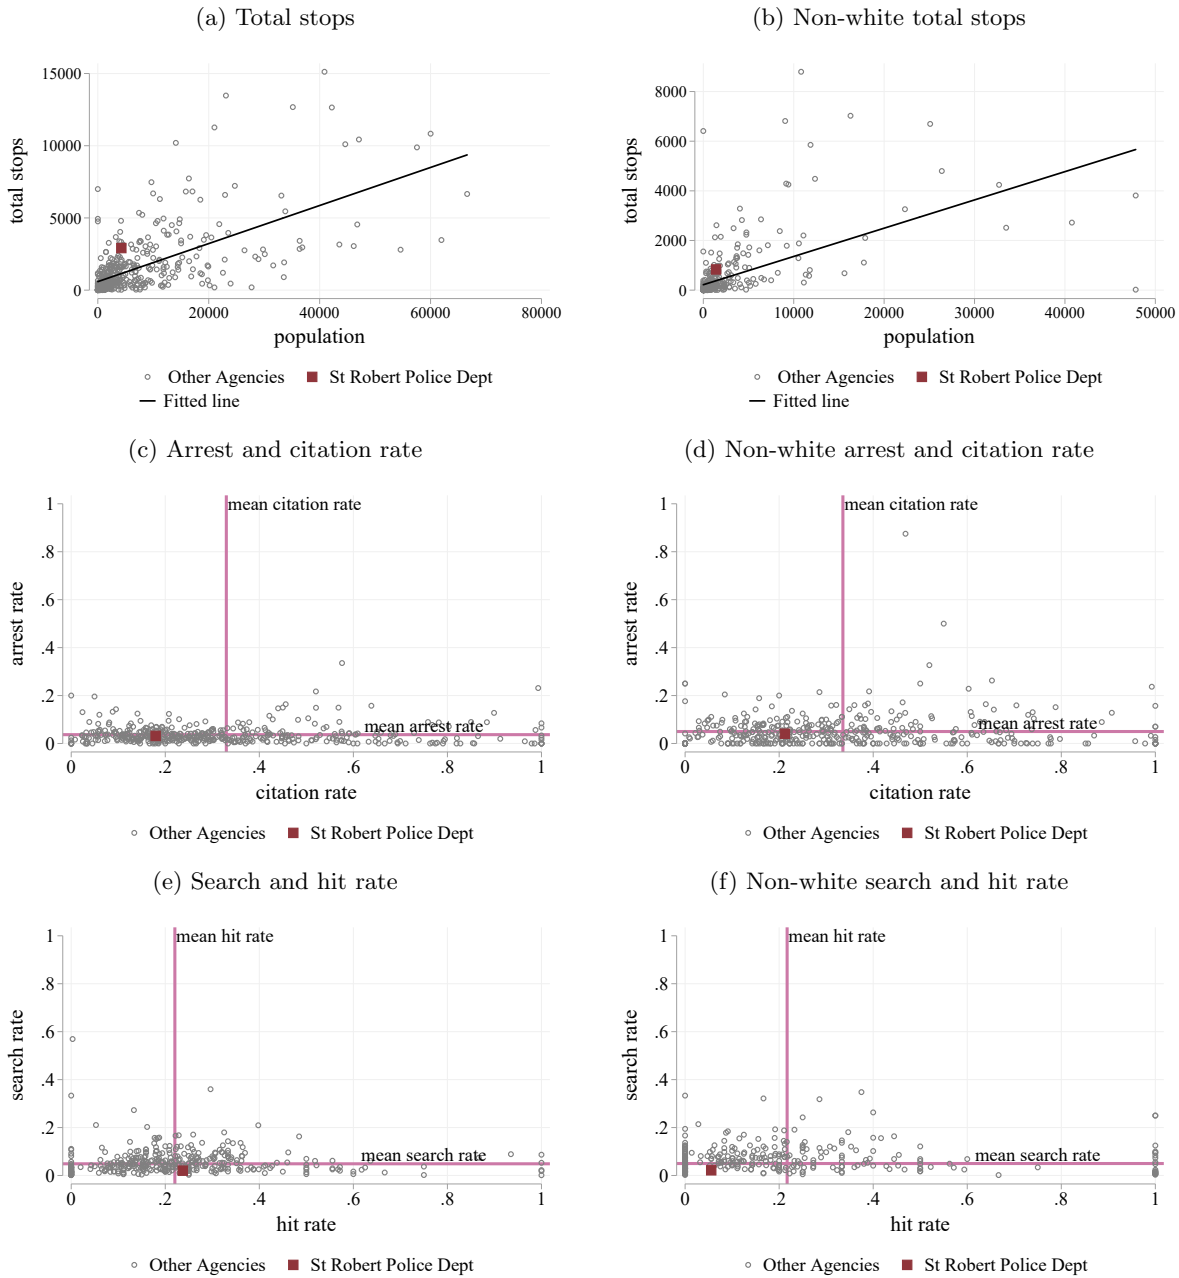 (a) Total stops
(b) Non-white total stops
total stops
15000
10000
5000
0
0 20000 40000 60000 80000
population
Other Agencies St Robert Police Dept
Fitted line
total stops
8000
6000
4000
2000
0
0 10000 20000 30000 40000 50000
population
Other Agencies St Robert Police Dept
Fitted line
(c) Arrest and citation rate
(d) Non-white arrest and citation rate
arrest rate
1
.8
.6
.4
.2
0
mean citation rate
mean arrest rate
0 .2 .4 .6 .8 1
citation rate
Other Agencies St Robert Police Dept
arrest rate
1
.8
.6
.4
.2
0
mean citation rate
mean arrest rate
0 .2 .4 .6 .8 1
citation rate
Other Agencies St Robert Police Dept
(e) Search and hit rate
(f) Non-white search and hit rate
search rate
1
.8
.6
.4
.2
0
mean hit rate
mean search rate
0 .2 .4 .6 .8 1
hit rate
Other Agencies St Robert Police Dept
search rate
1
.8
.6
.4
.2
0
mean hit rate
mean search rate
0 .2 .4 .6 .8 1
hit rate
Other Agencies St Robert Police Dept